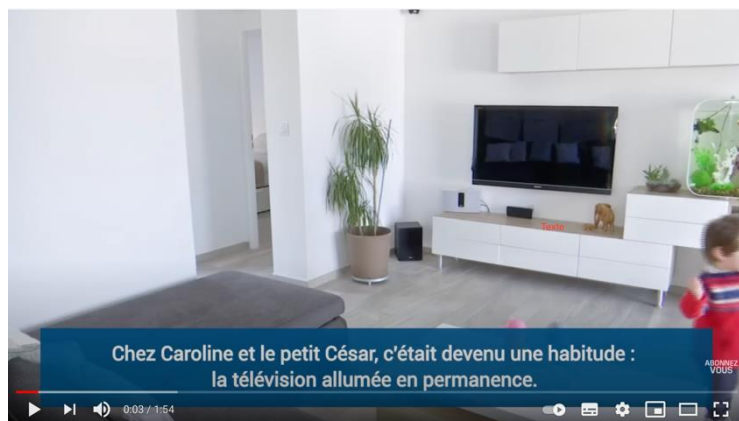 Texte
Chez Caroline et le petit César, c'était devenu une habitude :
la télévision allumée en permanence.
ABONNEZ
VOUS
0:03 / 1:54